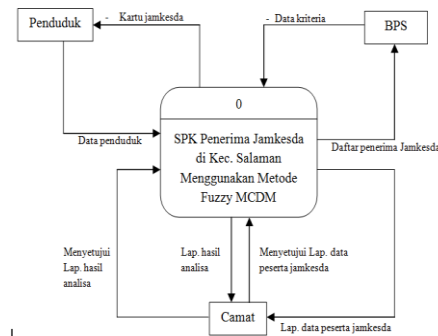 Penduduk
- Kartu jamkesda
- Data kriteria
BPS
0
SPK Penerima Jamkesda
di Kec. Salaman
Menggunakan Metode
Fuzzy MCDM
Data penduduk
Daftar penerima Jamkesda
Menyetujui
Lap. hasil
analisa
Lap. hasil
analisa
Menyetujui Lap. data
peserta jamkesda
Camat
Lap. data peserta jamkesda